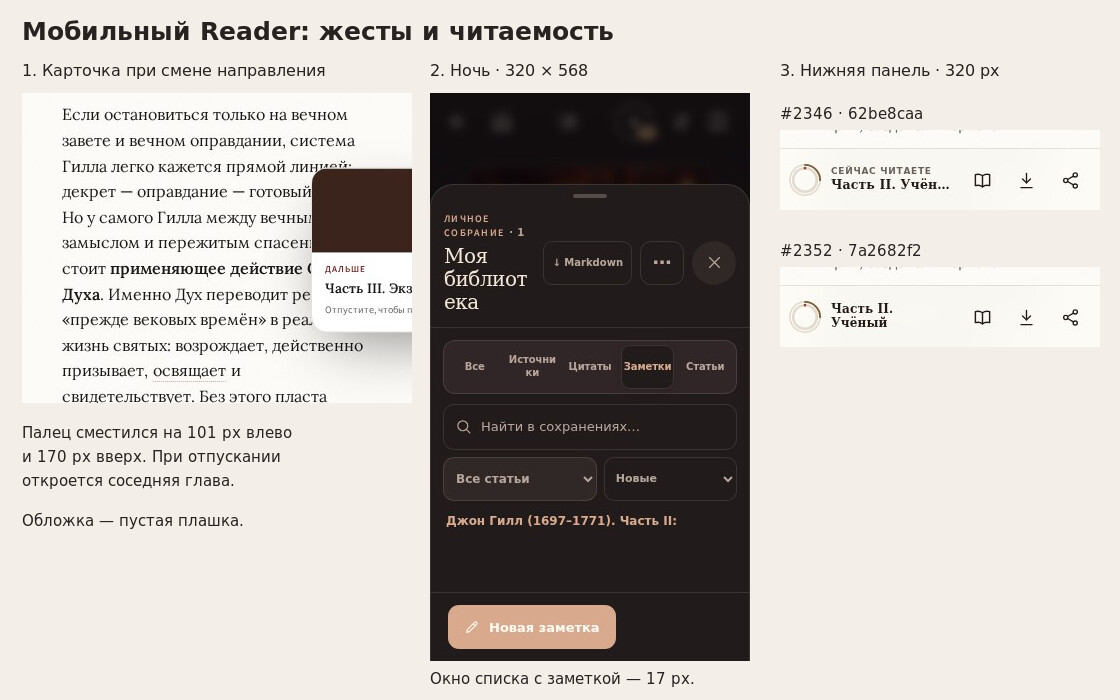 Мобильный Reader: жесты и читаемость
1. Карточка при смене направления
Если остановиться только на вечном
завете и вечном оправдании, система
Гилла легко кажется прямой линией:
декрет — оправдание — готовый
Но у самого Гилла между вечным
замыслом и пережитым
стоит применяющее действие
Духа. Именно Дух переводит
«прежде вековых времён» в
жизнь святых: возрождает, действенно
призывает, освящает и
свидетельствует. Без этого пласта
ДАЛЬШЕ
Часть III. Экз
Отпустите, чтобы п
Палец сместился на 101 px влево
и 170 px вверх. При отпускании
откроется соседняя глава.
Обложка — пустая плашка.
2. Ночь · 320 × 568
ЛИЧНОЕ
СОБРАНИЕ · 1
Моя
библиот
ека
↓ Markdown
Все
Источни
ки
Цитаты
Заметки
Статьи
Найти в сохранениях…
Все статьи
Новые
Джон Гилл (1697–1771). Часть II:
Новая заметка
Окно списка с заметкой — 17 px.
3. Нижняя панель · 320 px
#2346 · 62be8caa
СЕЙЧАС ЧИТАЕТЕ
Часть II. Учён…
#2352 · 7a2682f2
Часть II.
Учёный